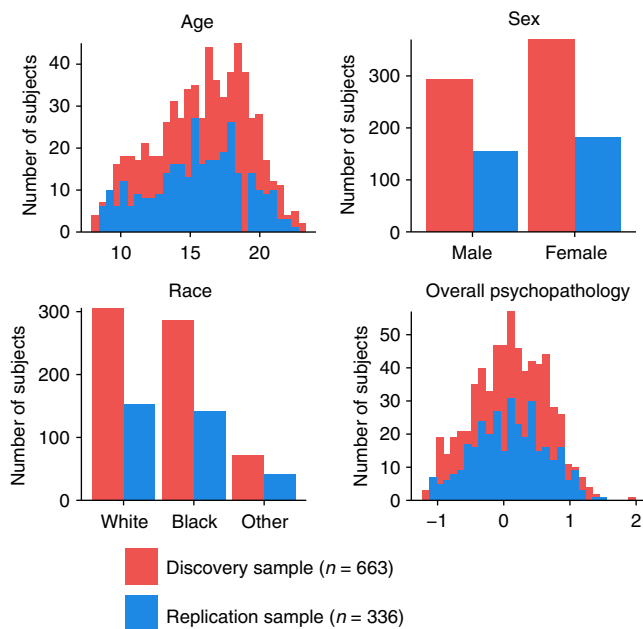 Age
Number of subjects
40
30
20
10
0
10 15 20
Sex
Number of subjects
300
200
100
0
Male Female
Race
Number of subjects
300
200
100
0
White Black Other
Overall psychopathology
Number of subjects
50
40
30
20
10
0
−1 0 1 2
Discovery sample (n = 663)
Replication sample (n = 336)